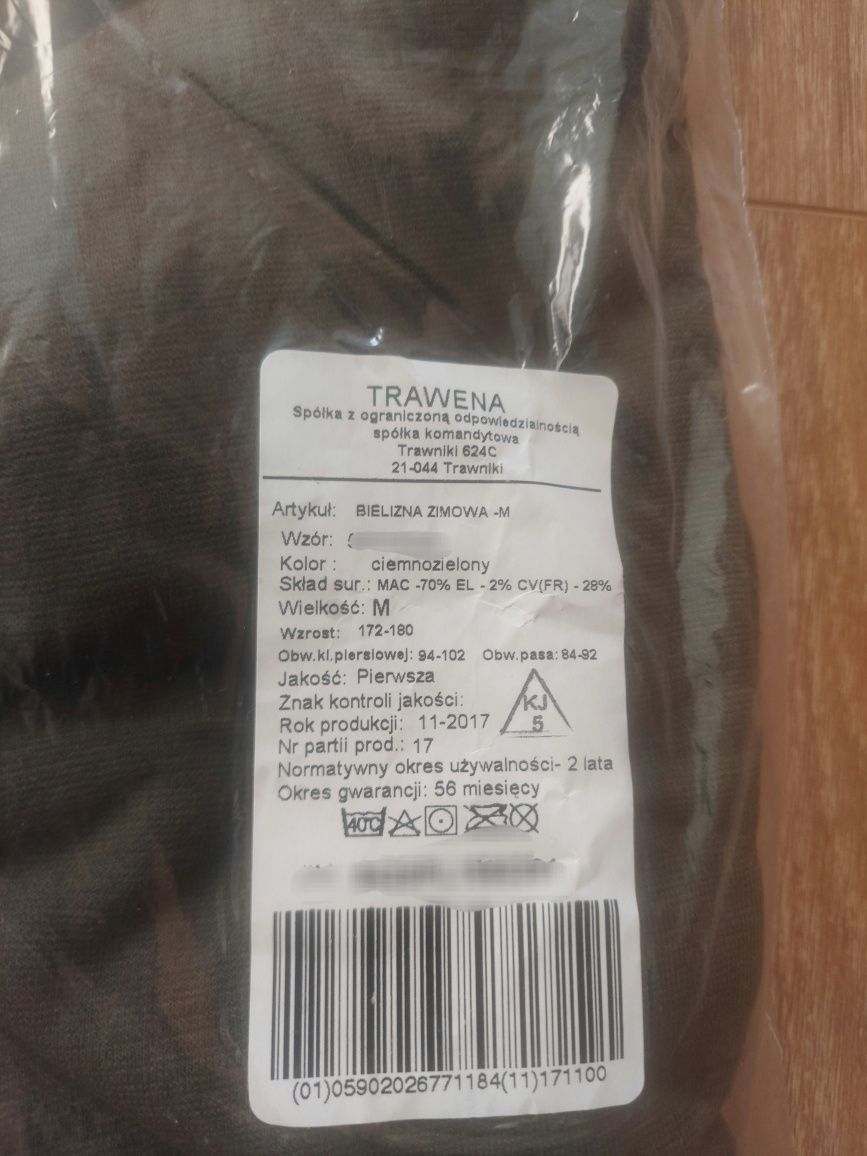 TRAWENA
Spółka z ograniczoną odpowiedzialnością
spółka komandytowa
Trawniki 624C
21-044 Trawniki
Artykuł: BIELIZNA ZIMOWA -M
Wzór:
Kolor : ciemnozielony
Skład sur.: MAC -70% EL - 2% CV(FR) - 28%
Wielkość: M
Wzrost: 172-180
Obw.kl.piersiowej: 94-102 Obw.pasa: 84-92
Jakość: Pierwsza
Znak kontroli jakości:
KJ
5
Rok produkcji: 11-2017
Nr partii prod.: 17
Normatywny okres używalności- 2 lata
Okres gwarancji: 56 miesięcy
40°C
(01)05902026771184(11)171100